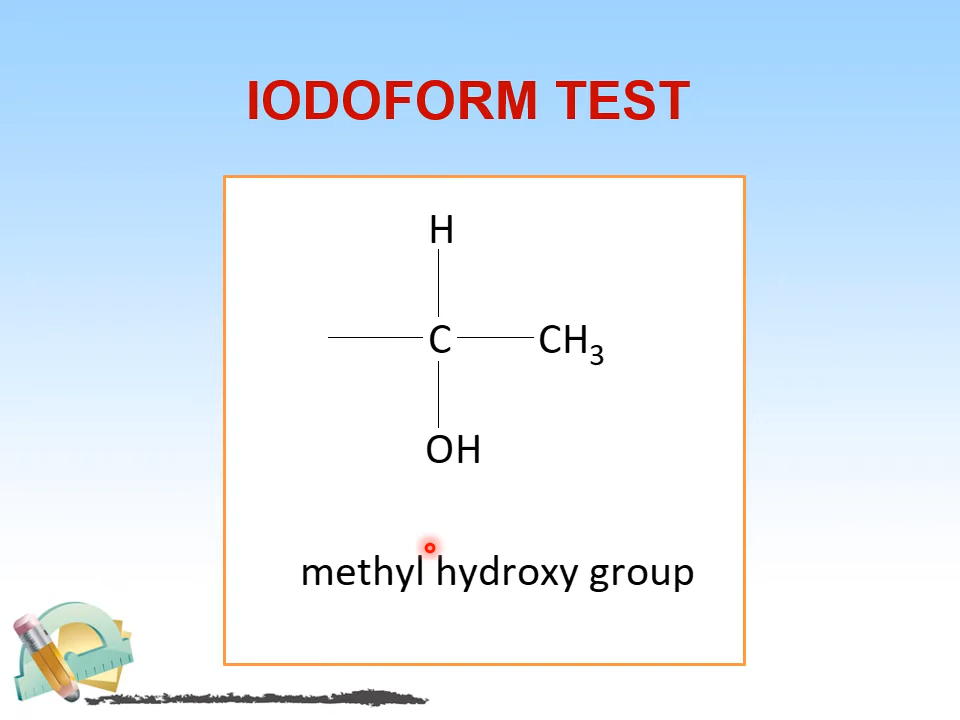 IODOFORM TEST
H
C CH₃
OH
methyl hydroxy group